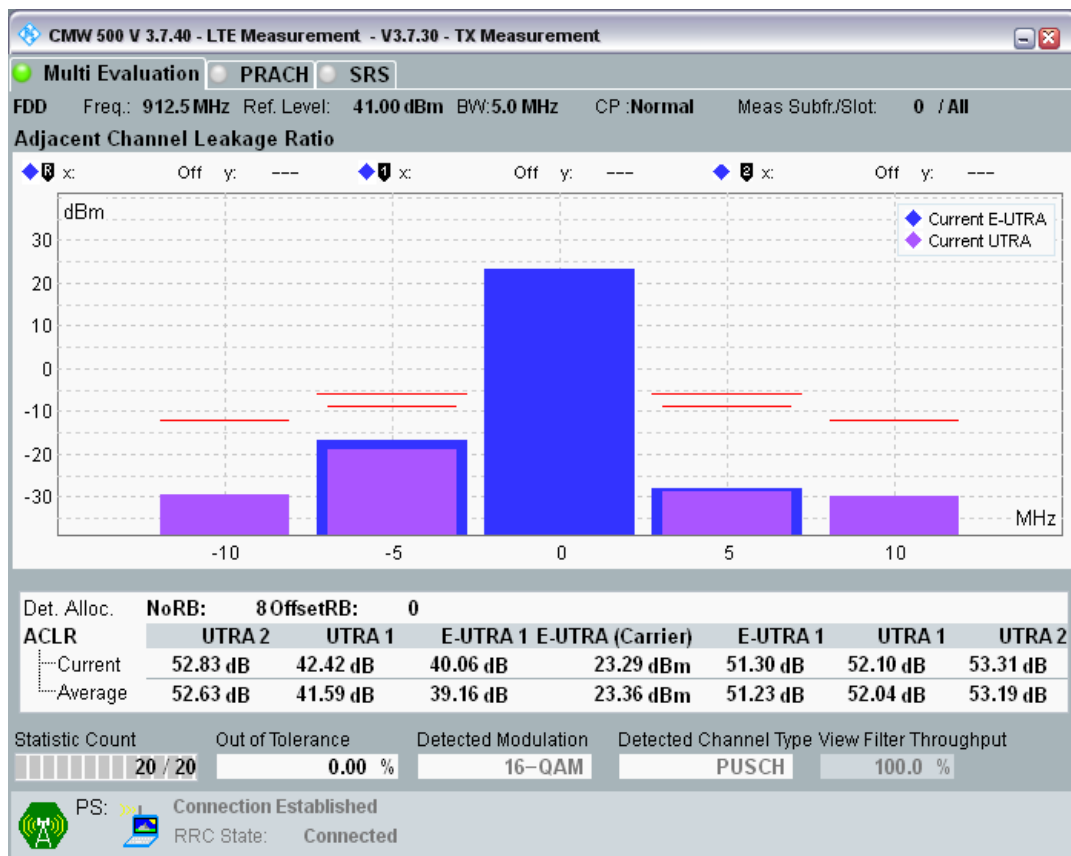 CMW 500 V 3.7.40 - LTE Measurement - V3.7.30 - TX Measurement
Multi Evaluation PRACH SRS
FDD Freq.: 912.5 MHz Ref. Level: 41.00 dBm BW:5.0 MHz CP :Normal Meas Subfr./Slot: 0 / All
Adjacent Channel Leakage Ratio
R x: Off y: --- 1 x: Off y: --- 2 x: Off y: ---
dBm
Current E-UTRA
Current UTRA
30
20
10
0
-10
-20
-30
MHz
-10 -5 0 5 10
Det. Alloc. NoRB: 8 OffsetRB: 0
ACLR UTRA 2 UTRA 1 E-UTRA 1 E-UTRA (Carrier) E-UTRA 1 UTRA 1 UTRA 2
Current 52.83 dB 42.42 dB 40.06 dB 23.29 dBm 51.30 dB 52.10 dB 53.31 dB
Average 52.63 dB 41.59 dB 39.16 dB 23.36 dBm 51.23 dB 52.04 dB 53.19 dB
Statistic Count Out of Tolerance Detected Modulation Detected Channel Type View Filter Throughput
20 / 20 0.00 % 16-QAM PUSCH 100.0 %
PS: Connection Established
RRC State: Connected